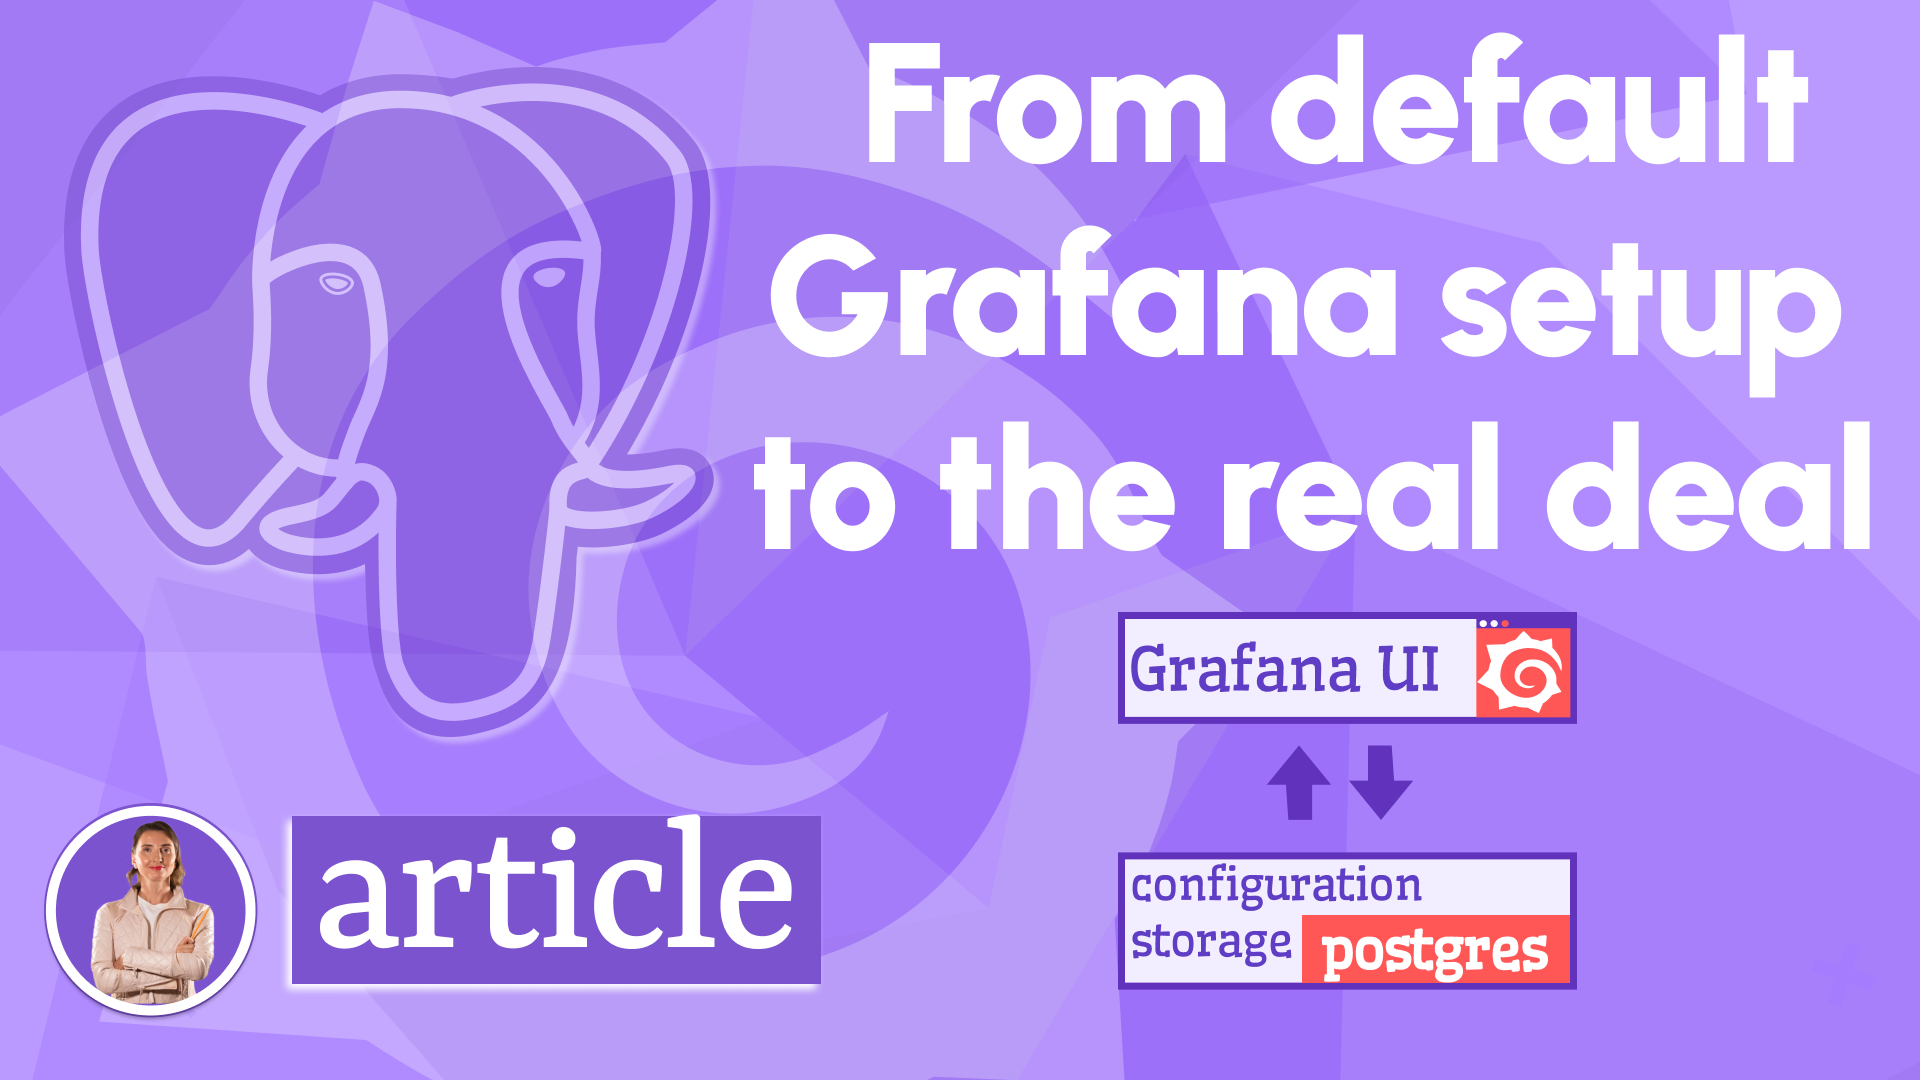 From default
Grafana setup
to the real deal
Grafana UI
configuration
storage postgres
article